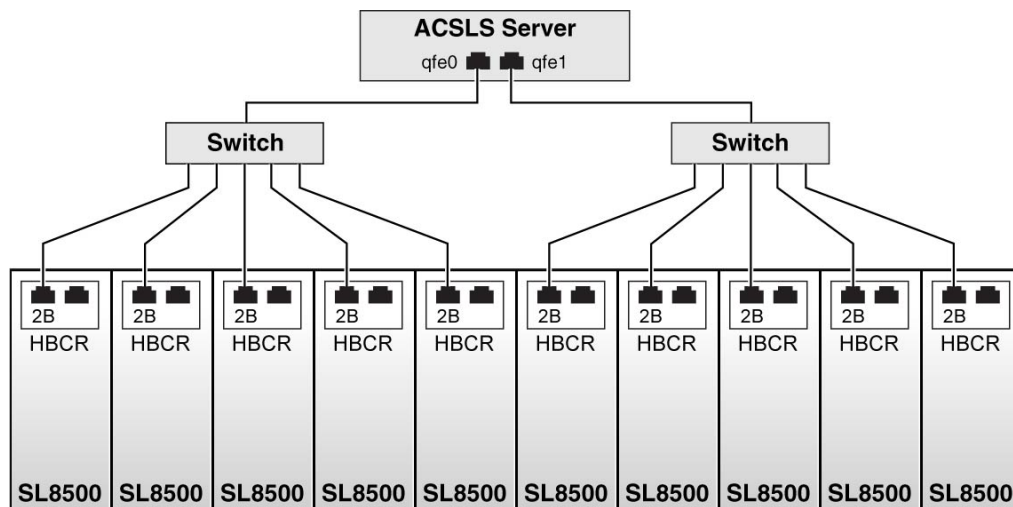 ACSLS Server
qfe0 qfe1
Switch Switch
2B 2B 2B 2B 2B 2B 2B 2B 2B 2B
HBCR HBCR HBCR HBCR HBCR HBCR HBCR HBCR HBCR HBCR
SL8500 SL8500 SL8500 SL8500 SL8500 SL8500 SL8500 SL8500 SL8500 SL8500